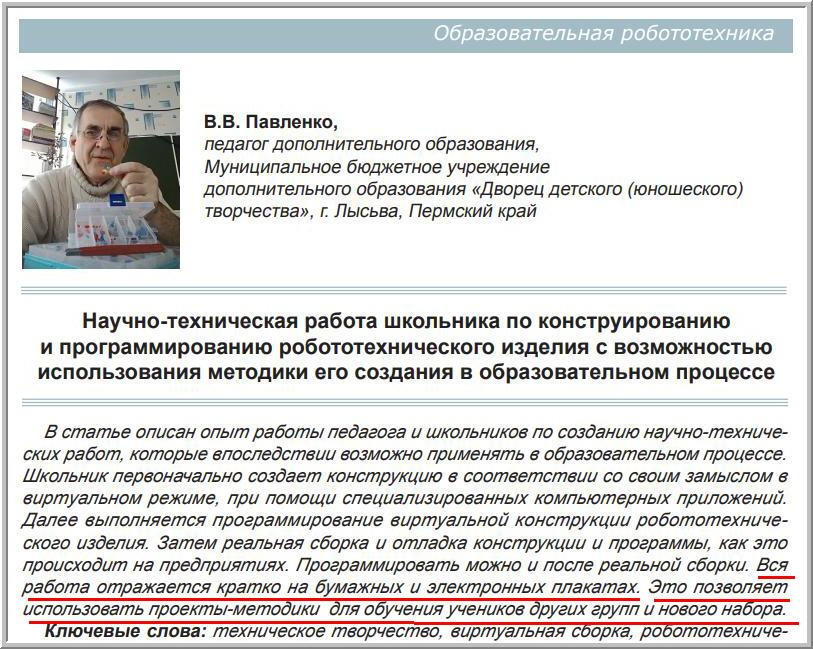 Образовательная робототехника
В.В. Павленко,
педагог дополнительного образования,
Муниципальное бюджетное учреждение
дополнительного образования «Дворец детского (юношеского)
творчества», г. Лысьва, Пермский край
Научно-техническая работа школьника по конструированию
и программированию робототехнического изделия с возможностью
использования методики его создания в образовательном процессе
В статье описан опыт работы педагога и школьников по созданию научно-техниче-
ских работ, которые впоследствии возможно применять в образовательном процессе.
Школьник первоначально создает конструкцию в соответствии со своим замыслом в
виртуальном режиме, при помощи специализированных компьютерных приложений.
Далее выполняется программирование виртуальной конструкции робототехниче-
ского изделия. Затем реальная сборка и отладка конструкции и программы, как это
происходит на предприятиях. Программировать можно и после реальной сборки. Вся
работа отражается кратко на бумажных и электронных плакатах. Это позволяет
использовать проекты-методики для обучения учеников других групп и нового набора.
Ключевые слова: техническое творчество, виртуальная сборка, робототехниче-